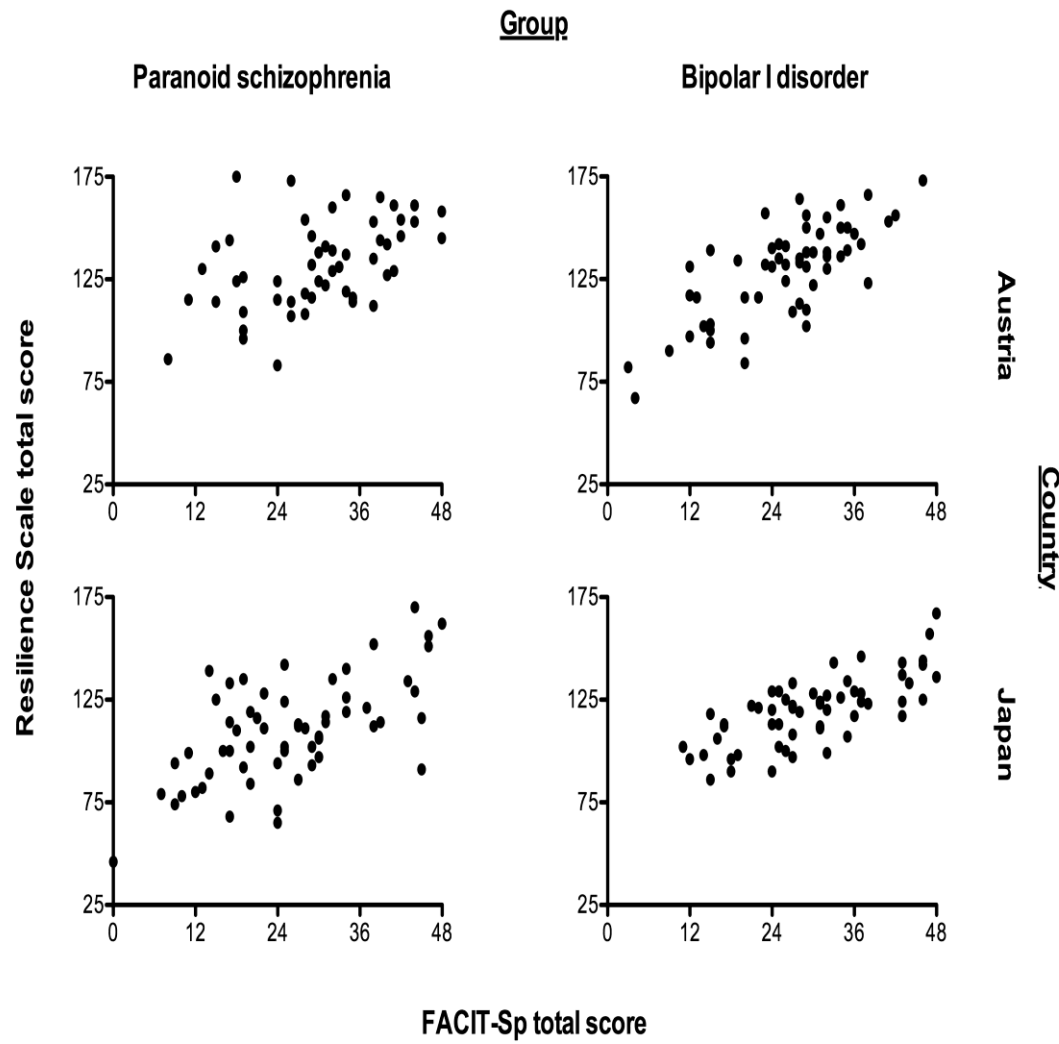 Group
Paranoid schizophrenia
Bipolar I disorder
175
125
75
25
0 12 24 36 48
175
125
75
25
0 12 24 36 48
Austria
175
125
75
25
0 12 24 36 48
175
125
75
25
0 12 24 36 48
Japan
Resilience Scale total score
Country
FACIT-Sp total score